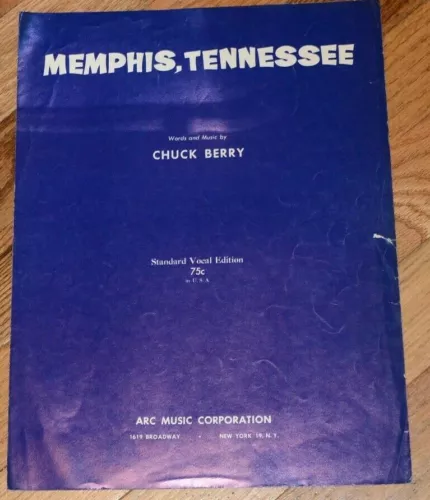 MEMPHIS, TENNESSEE
Words and Music by
CHUCK BERRY
Standard Vocal Edition
75c
in U.S.A.
ARC MUSIC CORPORATION
1619 BROADWAY - NEW YORK 19, N.Y.